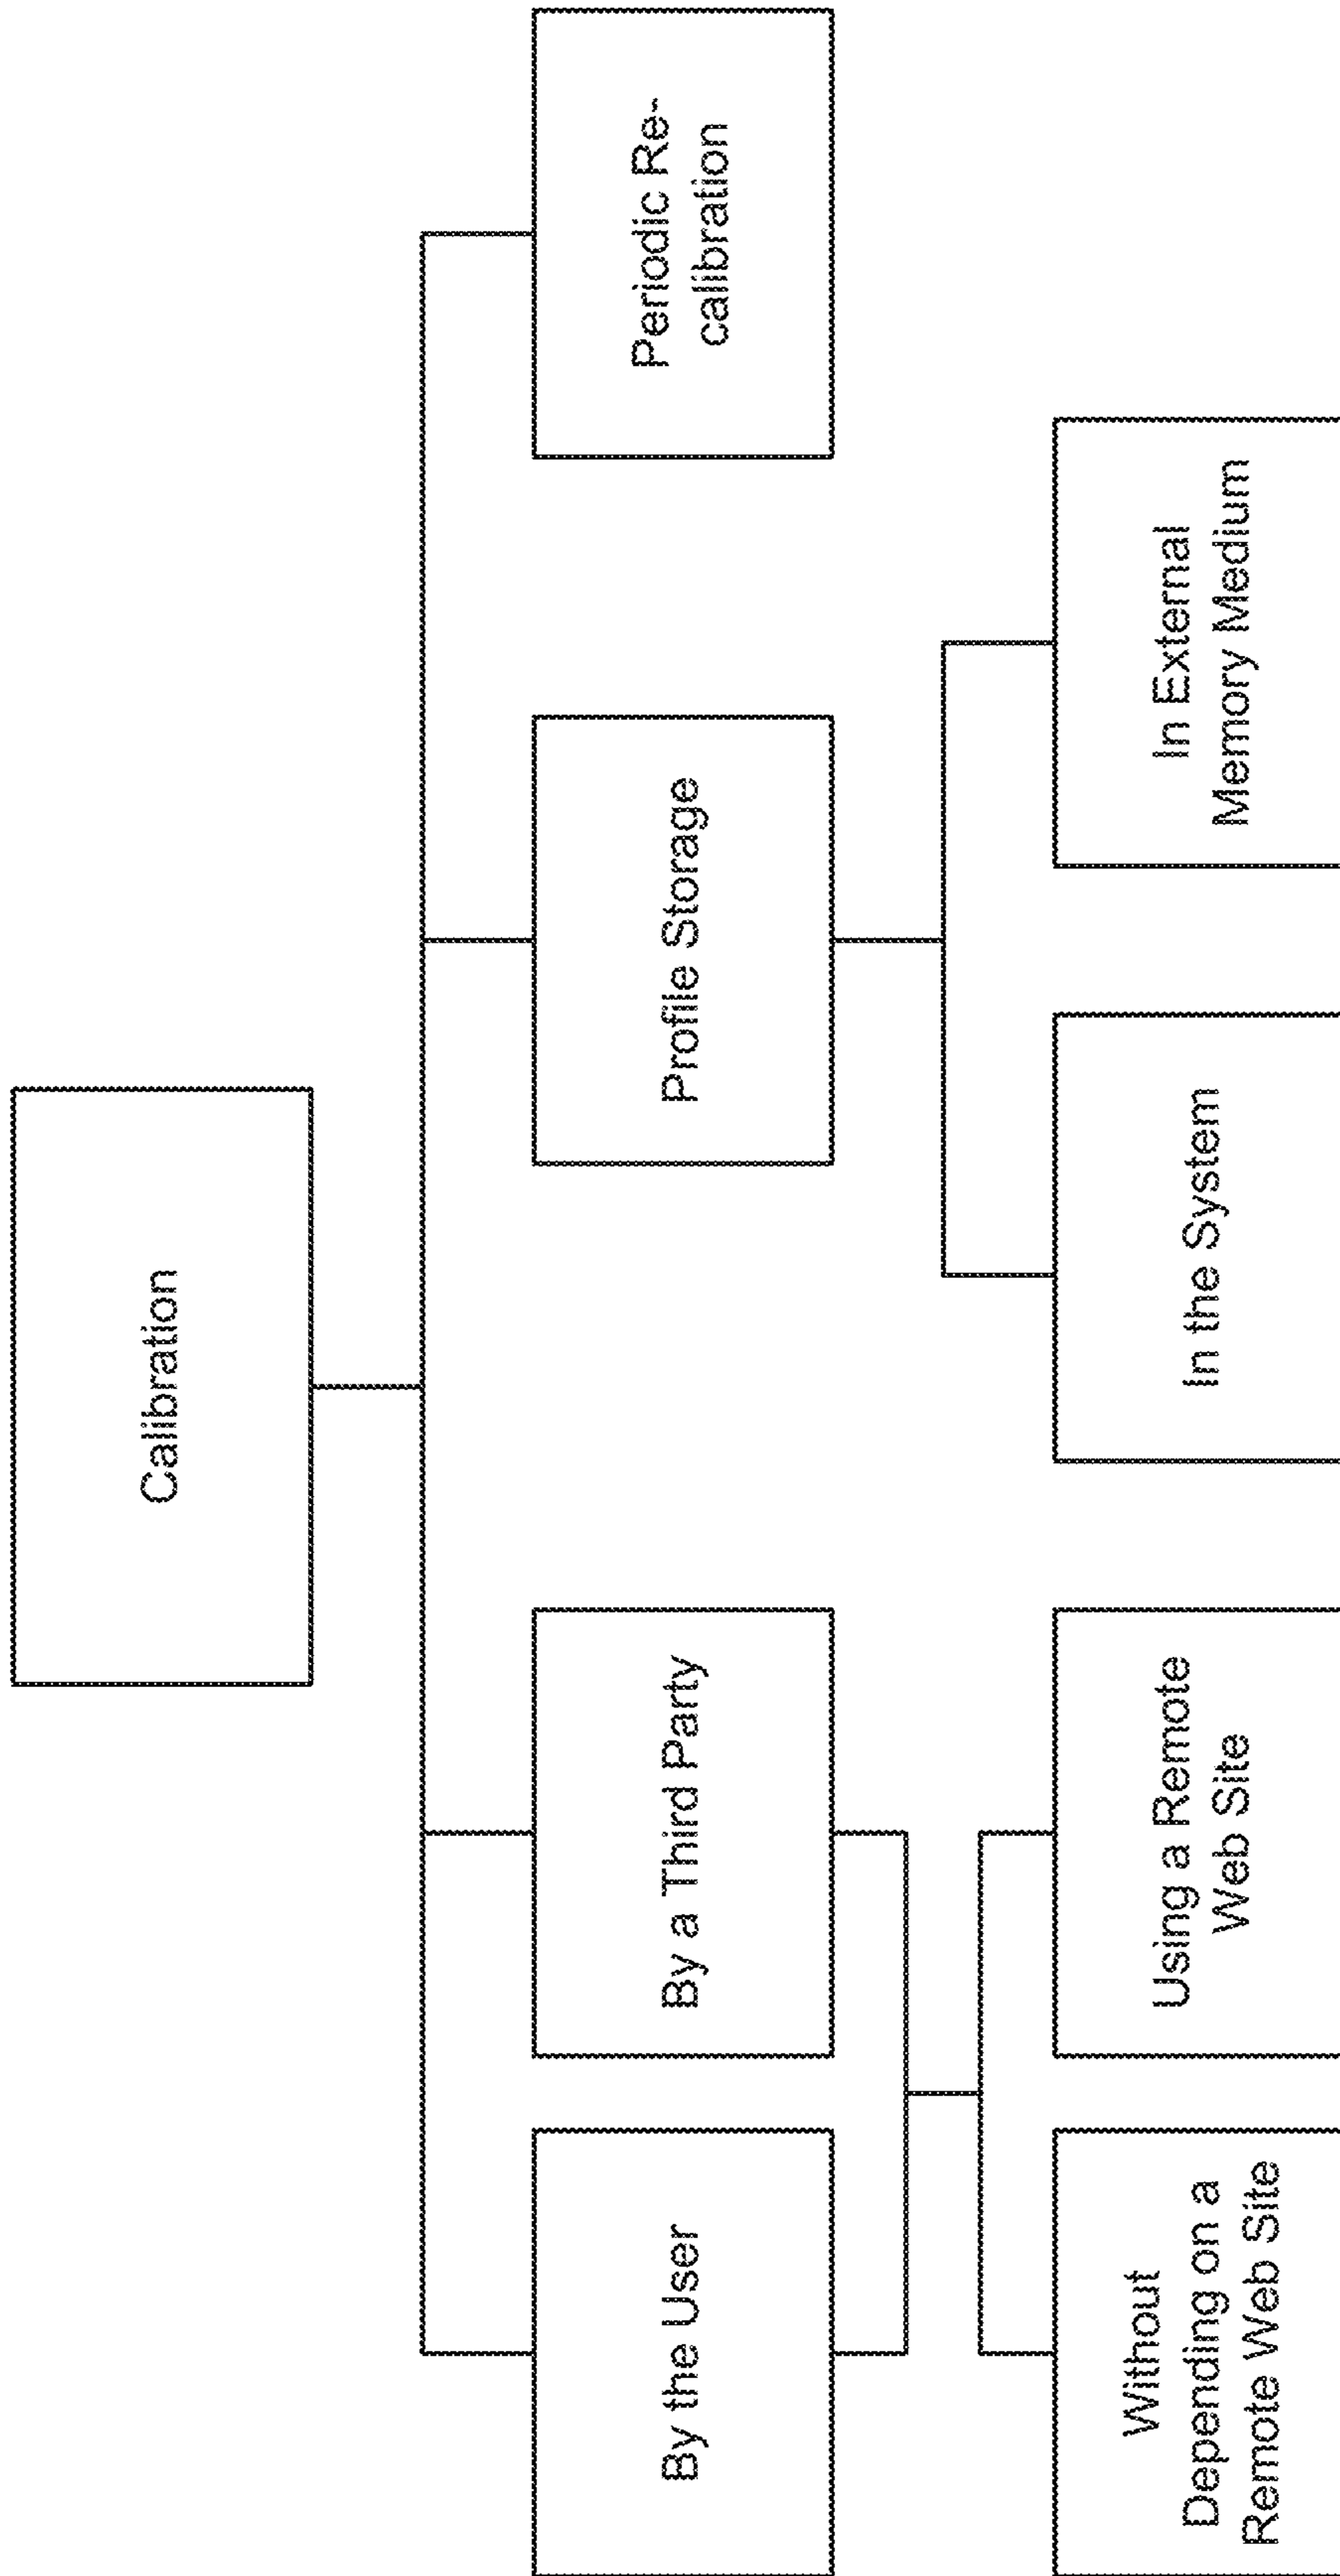 Calibration
By the User
By a Third Party
Profile Storage
Periodic Re-
calibration
Without
Depending on a
Remote Web Site
Using a Remote
Web Site
In the System
In External
Memory Medium